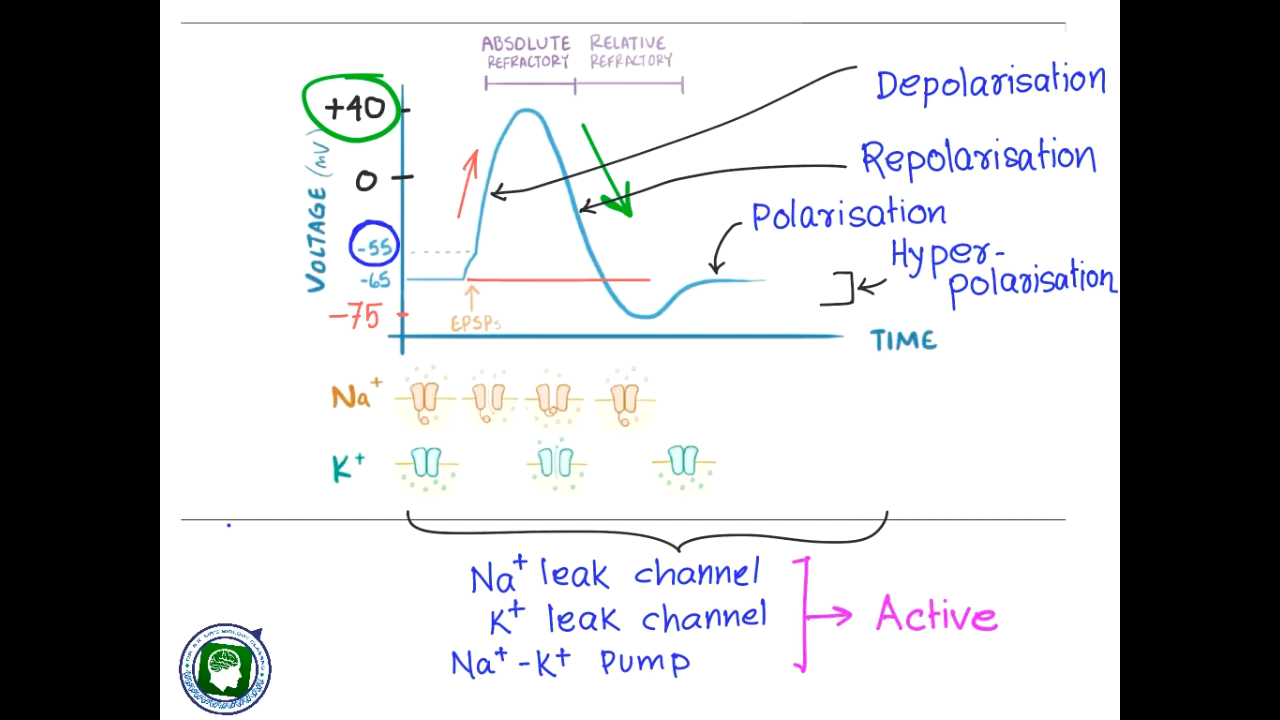 ABSOLUTE REFRACTORY
RELATIVE REFRACTORY
Depolarisation
Repolarisation
Polarisation
Hyper-
polarisation
VOLTAGE (mV)
+40
0
-55
-65
-75
EPSPs
TIME
Na+
K+
Na+ leak channel
K+ leak channel
Na+-K+ Pump
Active